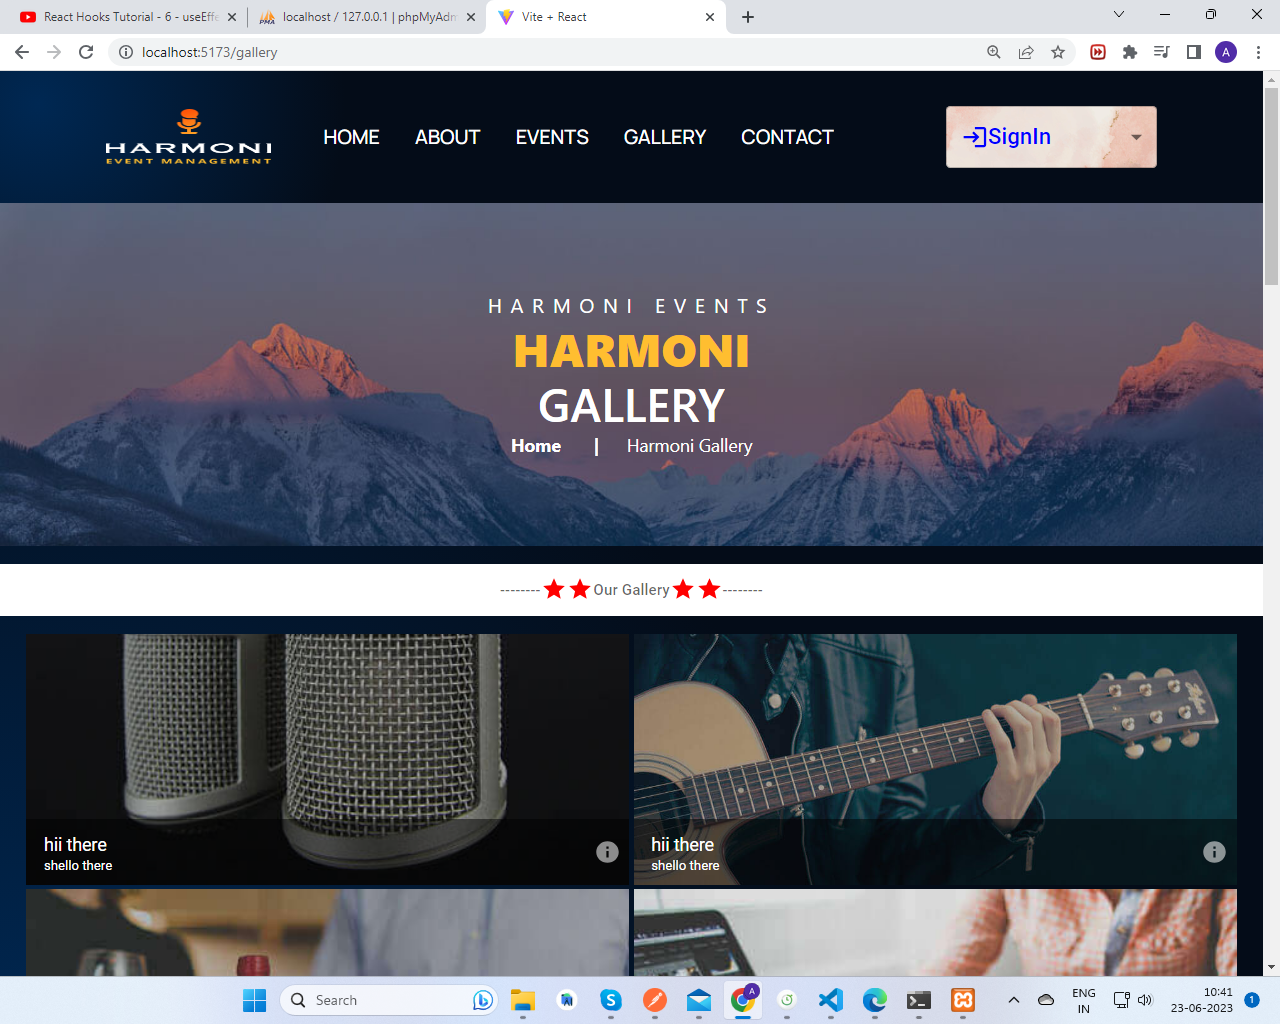 React Hooks Tutorial - 6 - useEffe
localhost / 127.0.0.1 | phpMyAdm
Vite + React
localhost:5173/gallery
A
HARMONI
EVENT MANAGEMENT
HOME
ABOUT
EVENTS
GALLERY
CONTACT
SignIn
HARMONI EVENTS
HARMONI
GALLERY
Home | Harmoni Gallery
-------- Our Gallery --------
hii there
shello there
hii there
shello there
Search
A
ENG
IN
10:41
23-06-2023
1